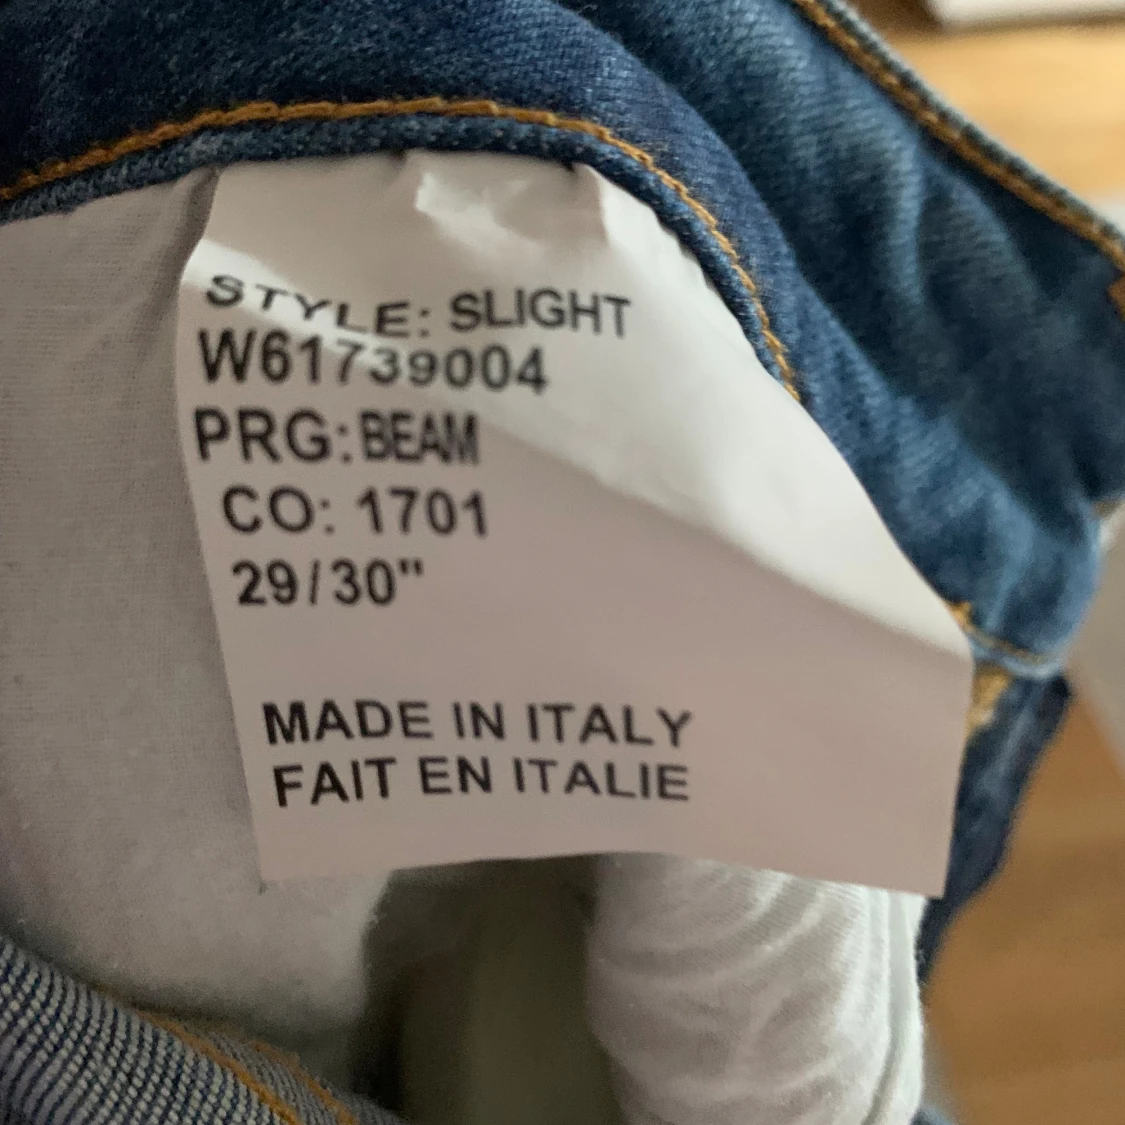 STYLE: SLIGHT
W61739004
PRG: BEAM
CO: 1701
29/30"
MADE IN ITALY
FAIT EN ITALIE